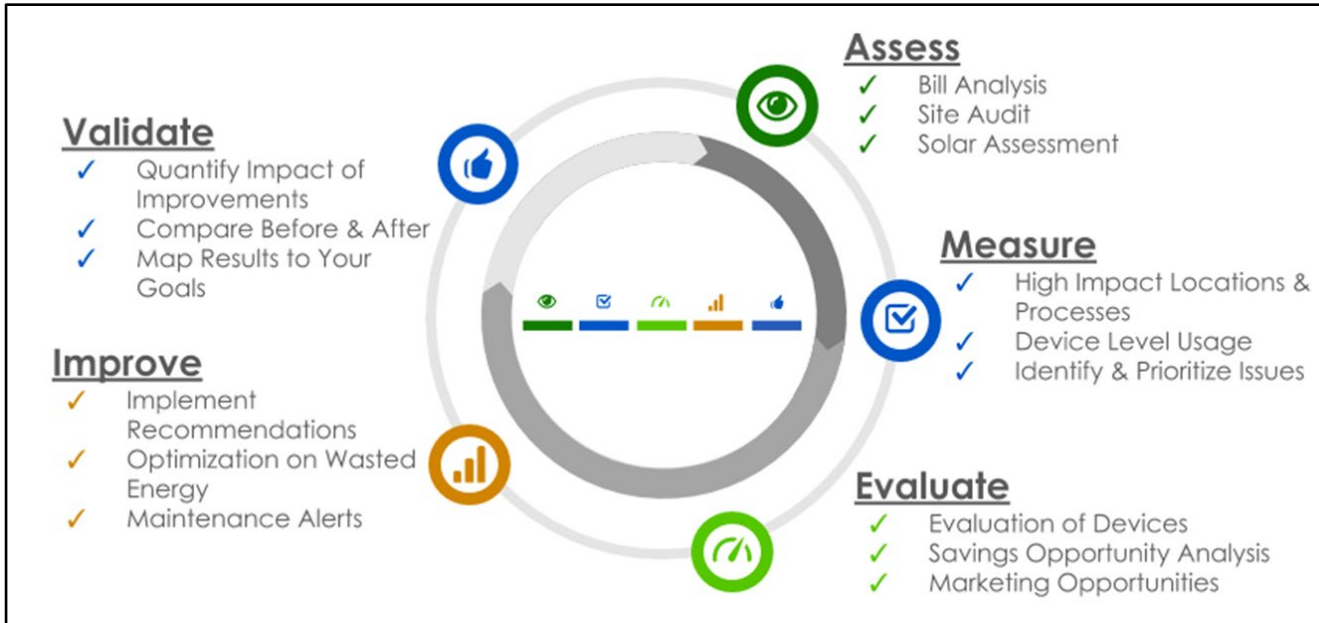 Assess
✓ Bill Analysis
✓ Site Audit
✓ Solar Assessment
Measure
✓ High Impact Locations &
Processes
✓ Device Level Usage
✓ Identify & Prioritize Issues
Evaluate
✓ Evaluation of Devices
✓ Savings Opportunity Analysis
✓ Marketing Opportunities
Improve
✓ Implement
Recommendations
✓ Optimization on Wasted
Energy
✓ Maintenance Alerts
Validate
✓ Quantify Impact of
Improvements
✓ Compare Before & After
✓ Map Results to Your
Goals